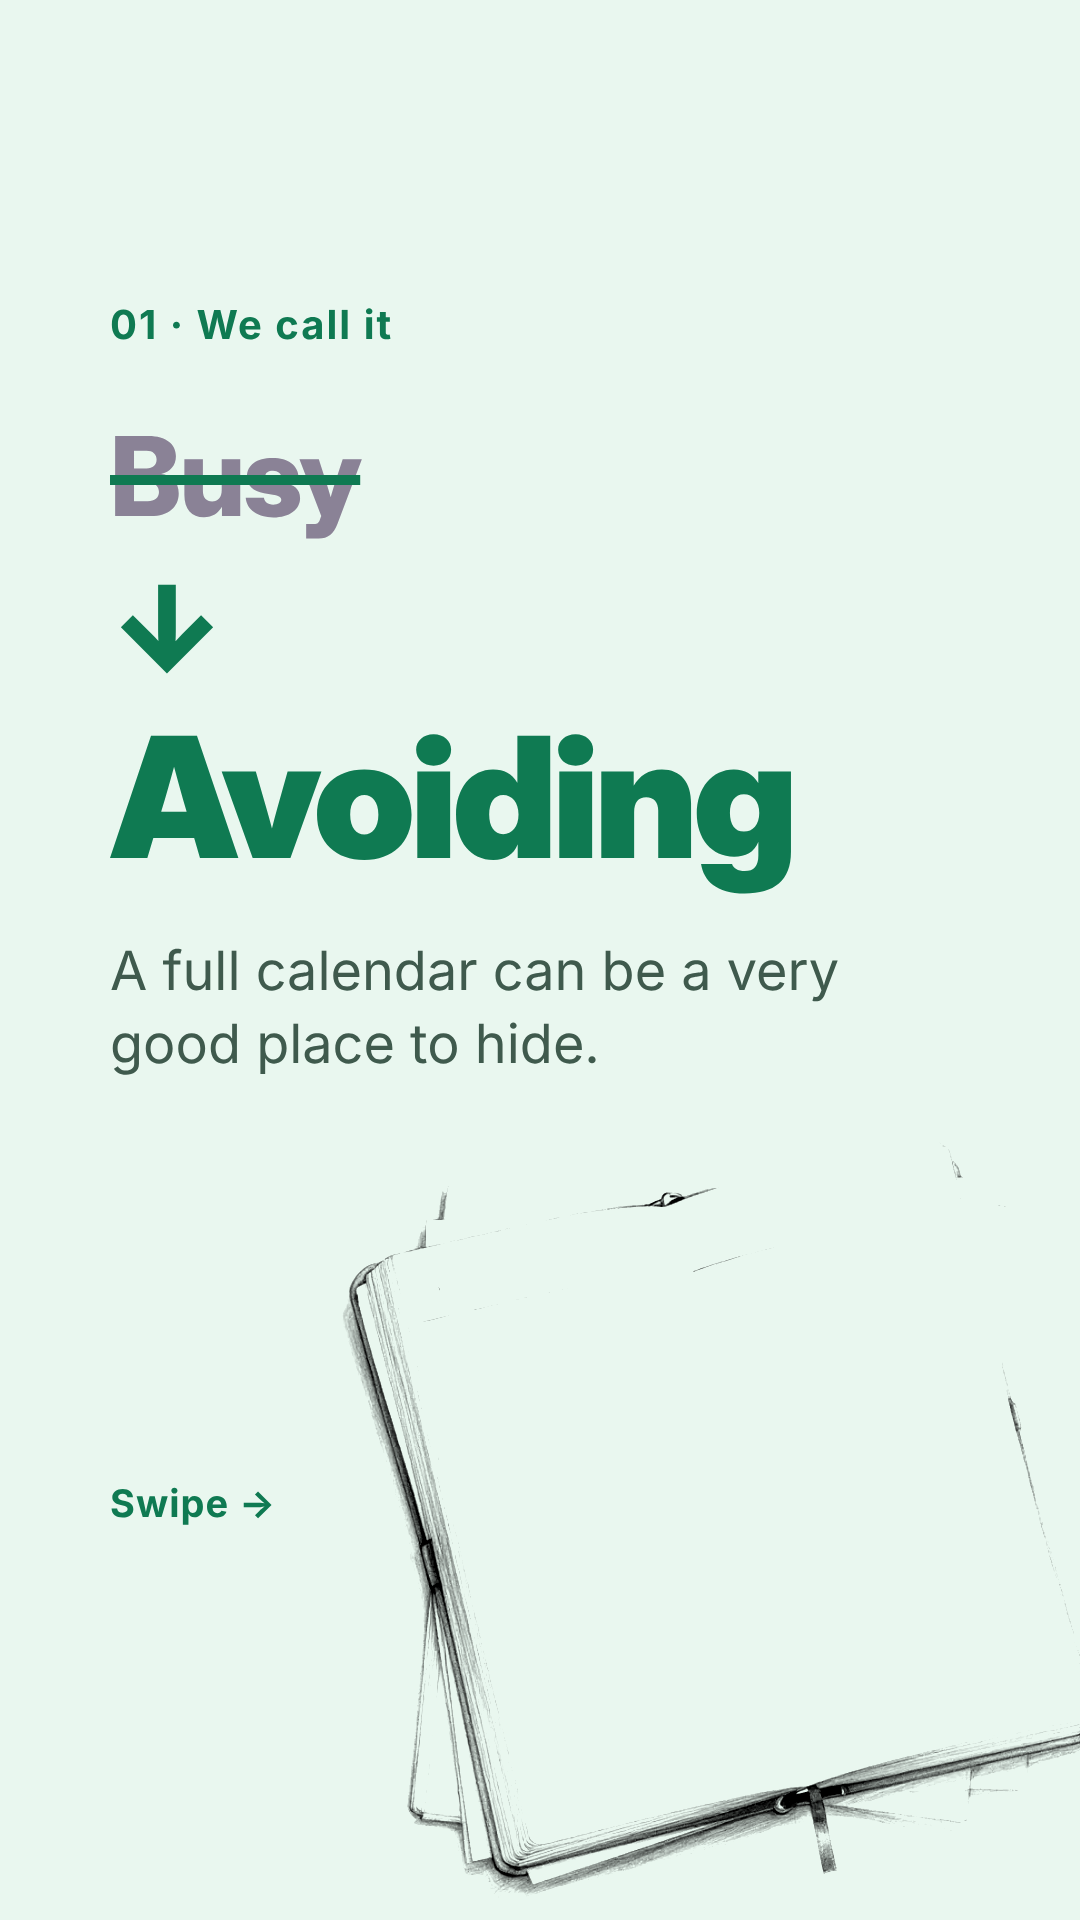 01 · We call it
Busy
↓
Avoiding
A full calendar can be a very
good place to hide.
Swipe →